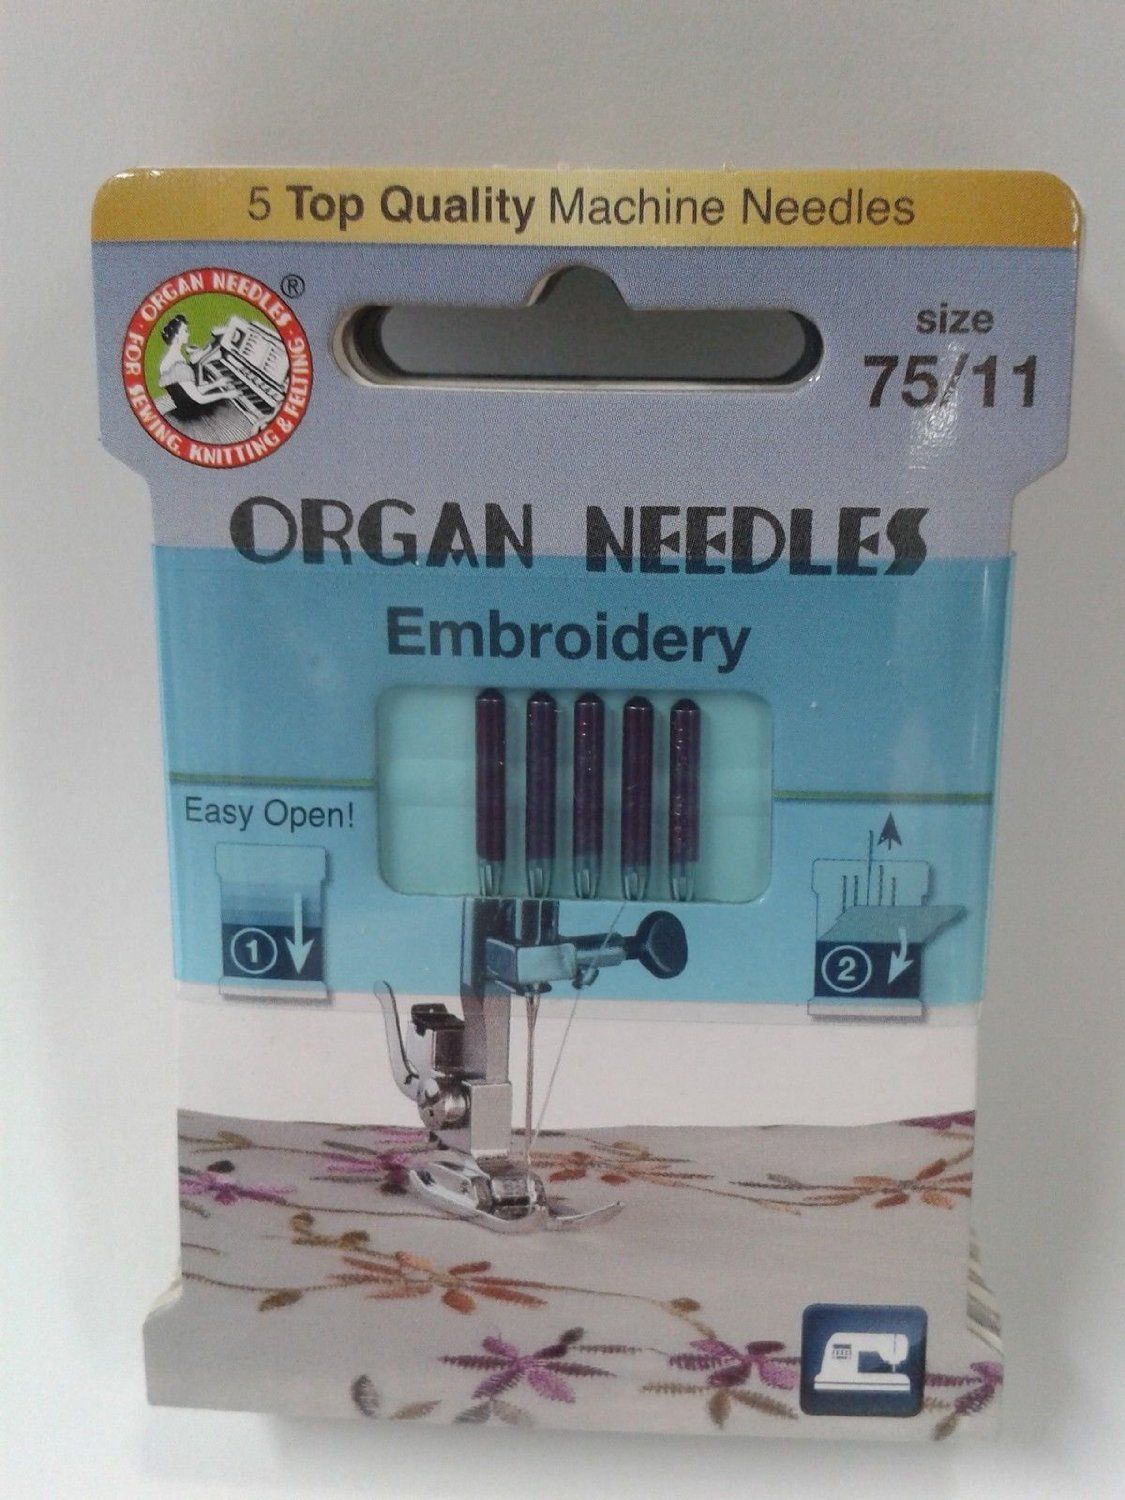 5 Top Quality Machine Needles
ORGAN NEEDLES
· FOR SEWING, KNITTING & FELTING ·
®
size
75/11
ORGAN NEEDLES
Embroidery
Easy Open!
1
2